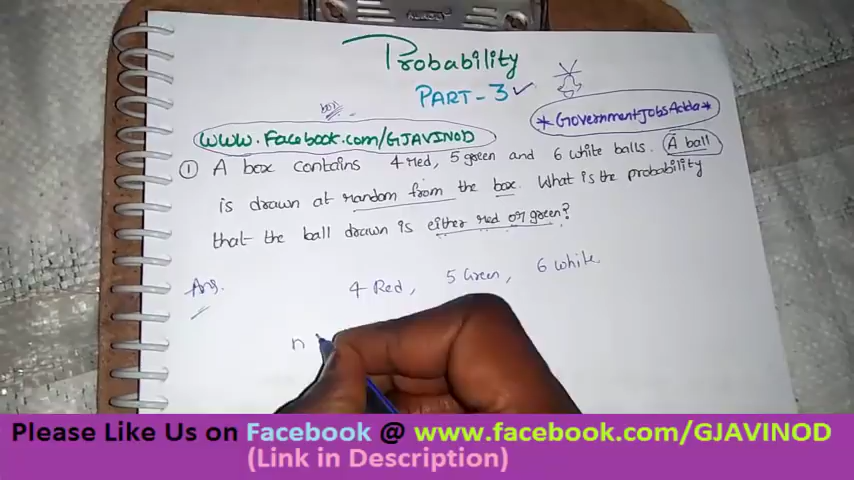 Probability
PART-3
box
*GovernmentJobsAdda*
www.Facebook.com/GJAVINOD
① A box contains 4 Red, 5 green and 6 white balls. A ball
is drawn at random from the box. What is the probability
that the ball drawn is either red or green?
Ans. 4 Red, 5 Green, 6 white
n
Please Like Us on Facebook @ www.facebook.com/GJAVINOD
(Link in Description)